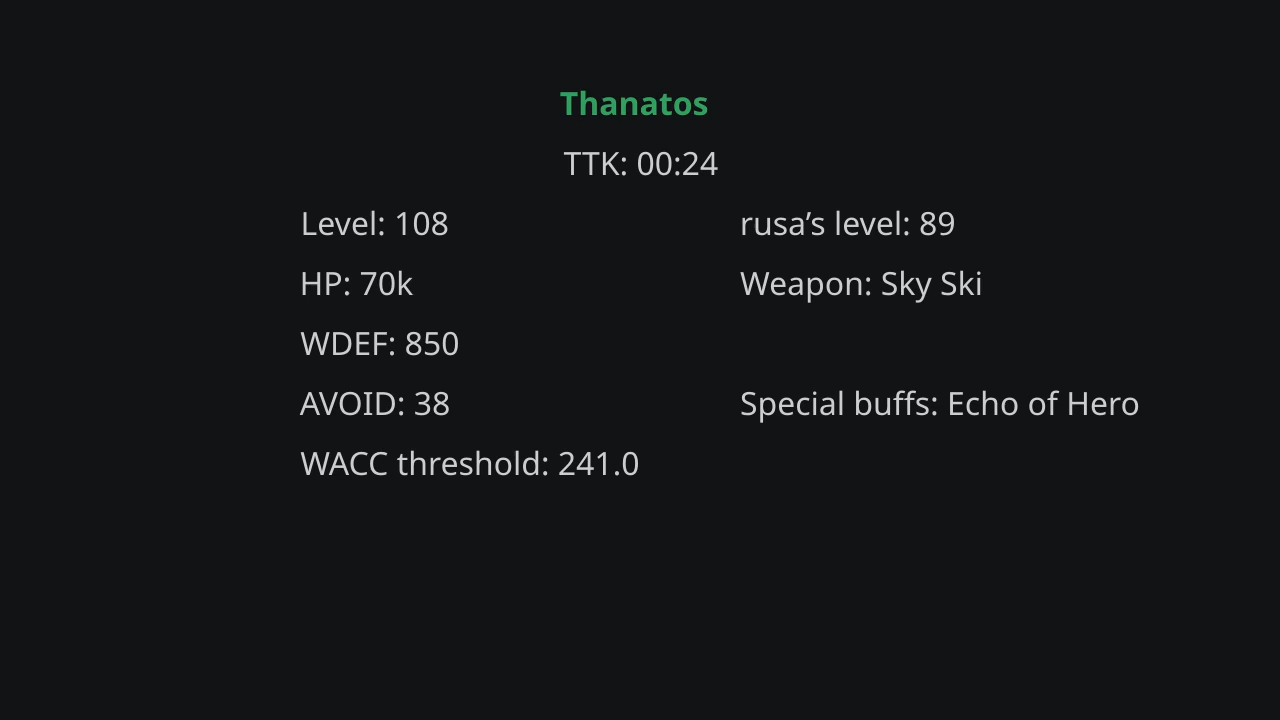 Thanatos
TTK: 00:24
Level: 108
rusa’s level: 89
HP: 70k
Weapon: Sky Ski
WDEF: 850
AVOID: 38
Special buffs: Echo of Hero
WACC threshold: 241.0